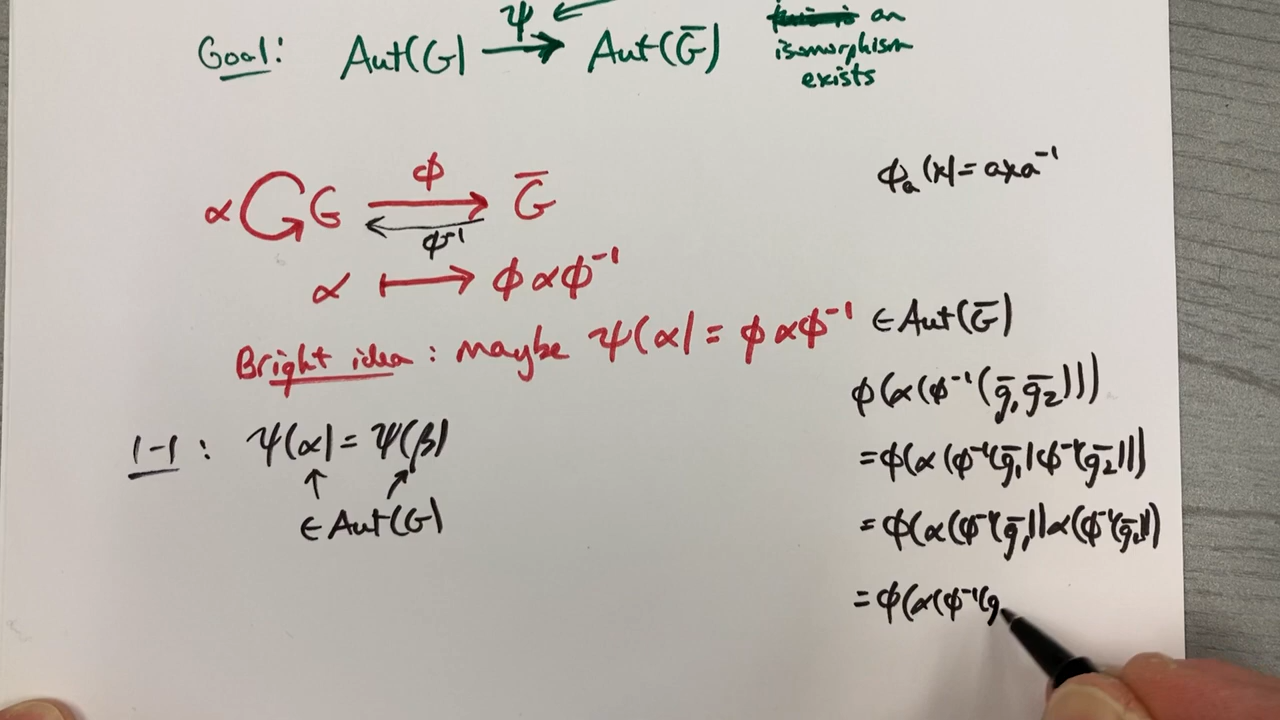 Goal: Aut(G) ψ→ Aut(Ḡ) an
isomorphism
exists
α G ϕ→ Ḡ
ϕ⁻¹
α ↦ ϕαϕ⁻¹
Bright idea: maybe ψ(α) = ϕαϕ⁻¹
1-1: ψ(α) = ψ(β)
↑ ↗
∈ Aut(G)
ϕₐ(x) = axa⁻¹
∈ Aut(Ḡ)
ϕ(α(ϕ⁻¹(ḡ₁ḡ₂)))
=ϕ(α(ϕ⁻¹(ḡ₁)ϕ⁻¹(ḡ₂)))
=ϕ(α(ϕ⁻¹(ḡ₁))α(ϕ⁻¹(ḡ₂)))
=ϕ(α(ϕ⁻¹(g